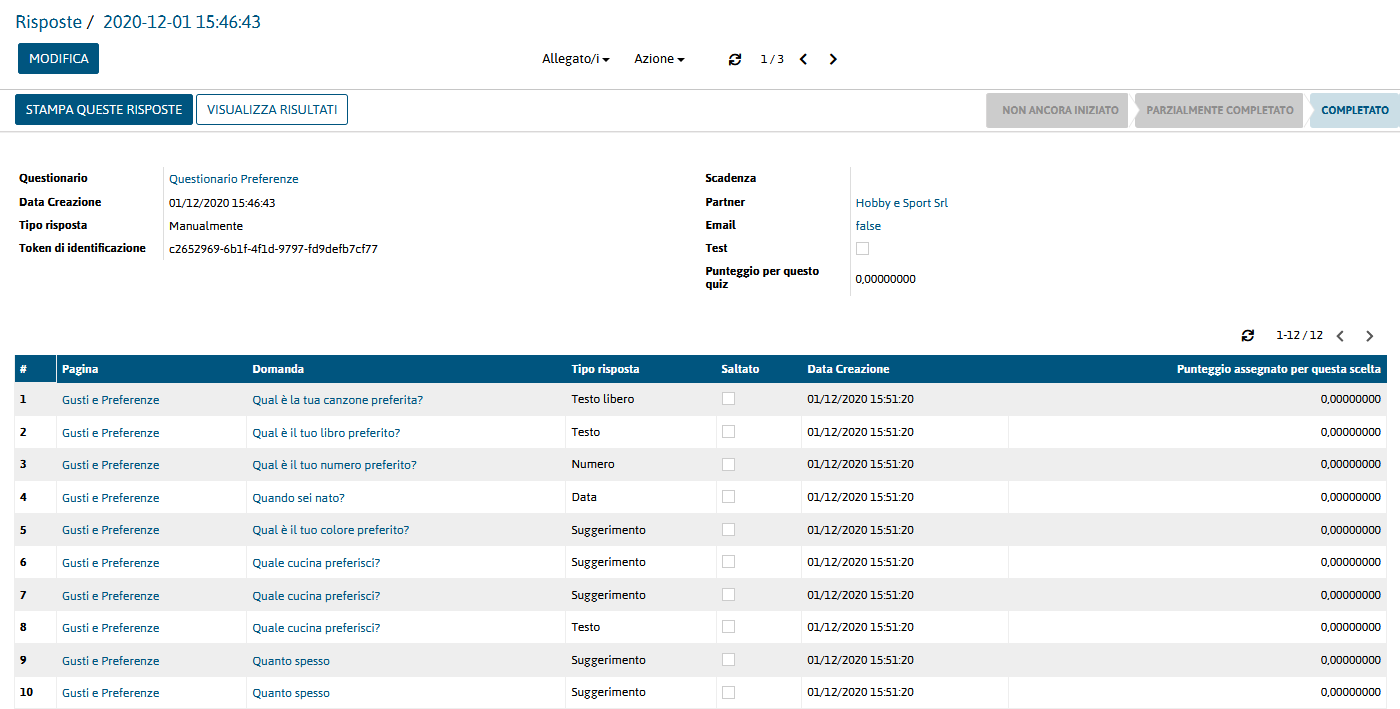 Risposte / 2020-12-01 15:46:43
MODIFICA
Allegato/i Azione 1 / 3
STAMPA QUESTE RISPOSTE VISUALIZZA RISULTATI NON ANCORA INIZIATO PARZIALMENTE COMPLETATO COMPLETATO
Questionario Questionario Preferenze Scadenza
Data Creazione 01/12/2020 15:46:43 Partner Hobby e Sport Srl
Tipo risposta Manualmente Email false
Token di identificazione c2652969-6b1f-4f1d-9797-fd9defb7cf77 Test
Punteggio per questo
quiz 0,00000000
1-12 / 12
# Pagina Domanda Tipo risposta Saltato Data Creazione Punteggio assegnato per questa scelta
1 Gusti e Preferenze Qual è la tua canzone preferita? Testo libero 01/12/2020 15:51:20 0,00000000
2 Gusti e Preferenze Qual è il tuo libro preferito? Testo 01/12/2020 15:51:20 0,00000000
3 Gusti e Preferenze Qual è il tuo numero preferito? Numero 01/12/2020 15:51:20 0,00000000
4 Gusti e Preferenze Quando sei nato? Data 01/12/2020 15:51:20 0,00000000
5 Gusti e Preferenze Qual è il tuo colore preferito? Suggerimento 01/12/2020 15:51:20 0,00000000
6 Gusti e Preferenze Quale cucina preferisci? Suggerimento 01/12/2020 15:51:20 0,00000000
7 Gusti e Preferenze Quale cucina preferisci? Suggerimento 01/12/2020 15:51:20 0,00000000
8 Gusti e Preferenze Quale cucina preferisci? Testo 01/12/2020 15:51:20 0,00000000
9 Gusti e Preferenze Quanto spesso Suggerimento 01/12/2020 15:51:20 0,00000000
10 Gusti e Preferenze Quanto spesso Suggerimento 01/12/2020 15:51:20 0,00000000